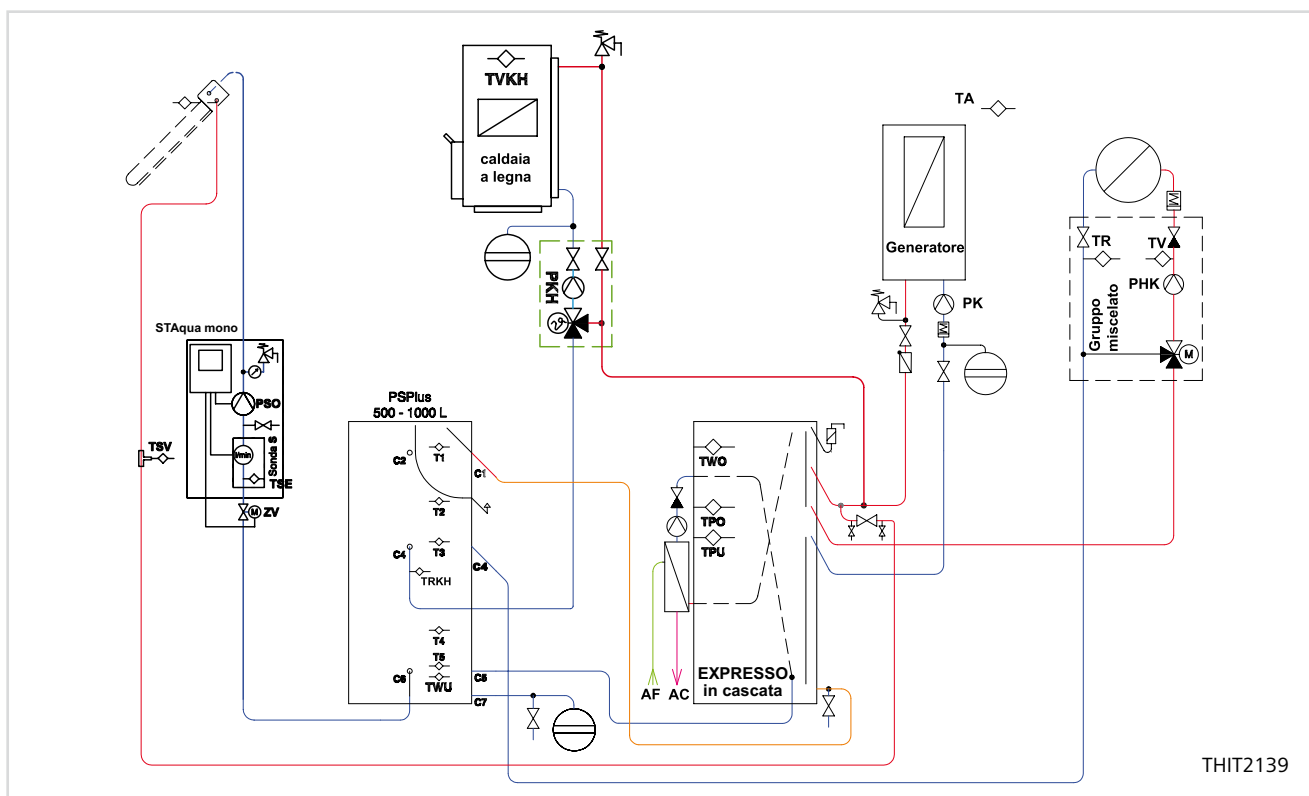 TVKH
caldaia
a legna
TA
Generatore
TR
TV
PHK
PK
PKH
Gruppo
miscelato
M
STAqua mono
PSO
l/min
Sonda S
TSE
TSV
M
ZV
PSPlus
500 - 1000 L
C2
T1
C1
T2
C4
T3
C4
TRKH
T4
T5
C6
TWU
C5
C7
TWO
TPO
TPU
AF
AC
EXPRESSO
in cascata
THIT2139